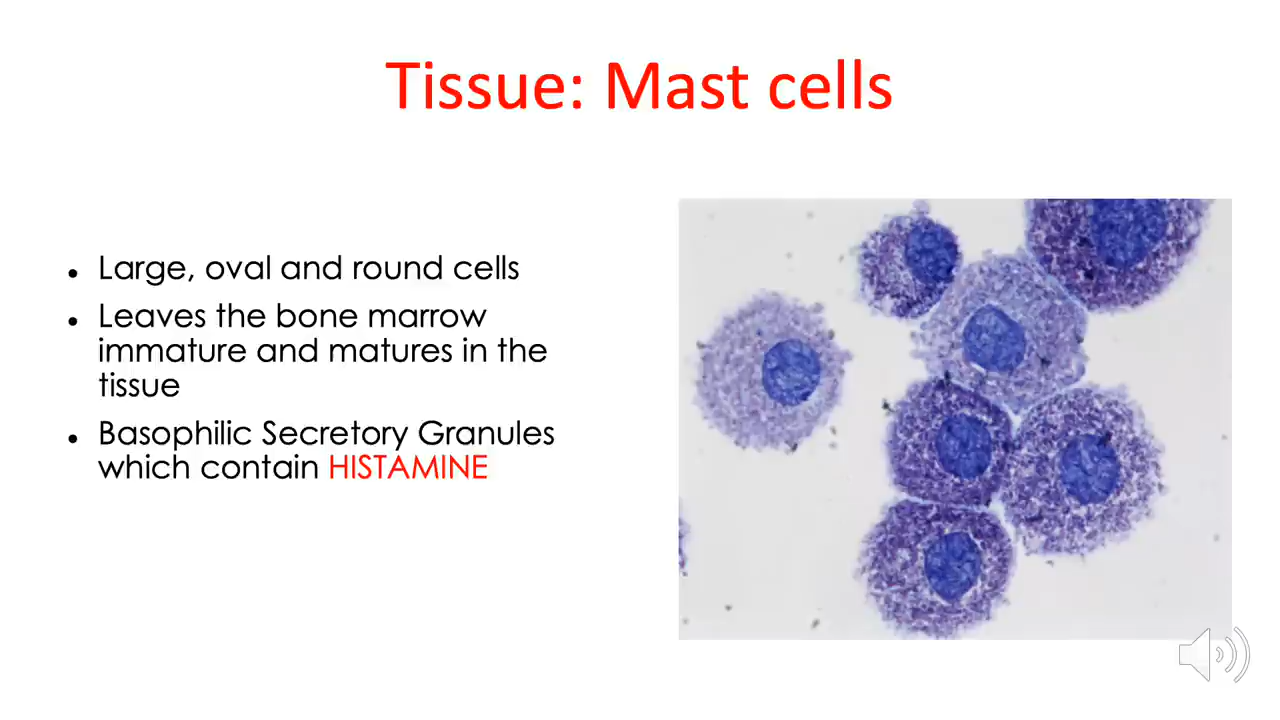 Tissue: Mast cells
• Large, oval and round cells
• Leaves the bone marrow
immature and matures in the
tissue
• Basophilic Secretory Granules
which contain HISTAMINE